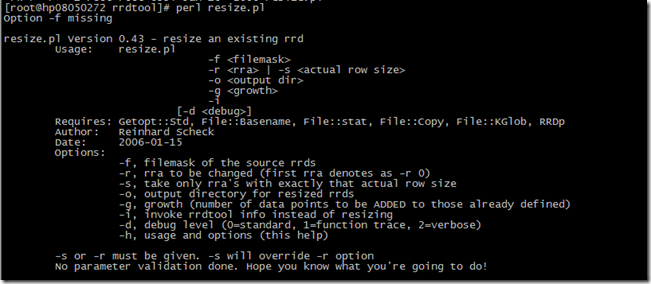 [root@hp08050272 rrdtool]# perl resize.pl
Option -f missing
resize.pl Version 0.43 - resize an existing rrd
Usage: resize.pl
-f <filemask>
-r <rra> | -s <actual row size>
-o <output dir>
-g <growth>
-i
[-d <debug>]
Requires: Getopt::Std, File::Basename, File::stat, File::Copy, File::KGlob, RRDp
Author: Reinhard Scheck
Date: 2006-01-15
Options:
-f, filemask of the source rrds
-r, rra to be changed (first rra denotes as -r 0)
-s, take only rra's with exactly that actual row size
-o, output directory for resized rrds
-g, growth (number of data points to be ADDED to those already defined)
-i, invoke rrdtool info instead of resizing
-d, debug level (0=standard, 1=function trace, 2=verbose)
-h, usage and options (this help)
-s or -r must be given. -s will override -r option
No parameter validation done. Hope you know what you're going to do!